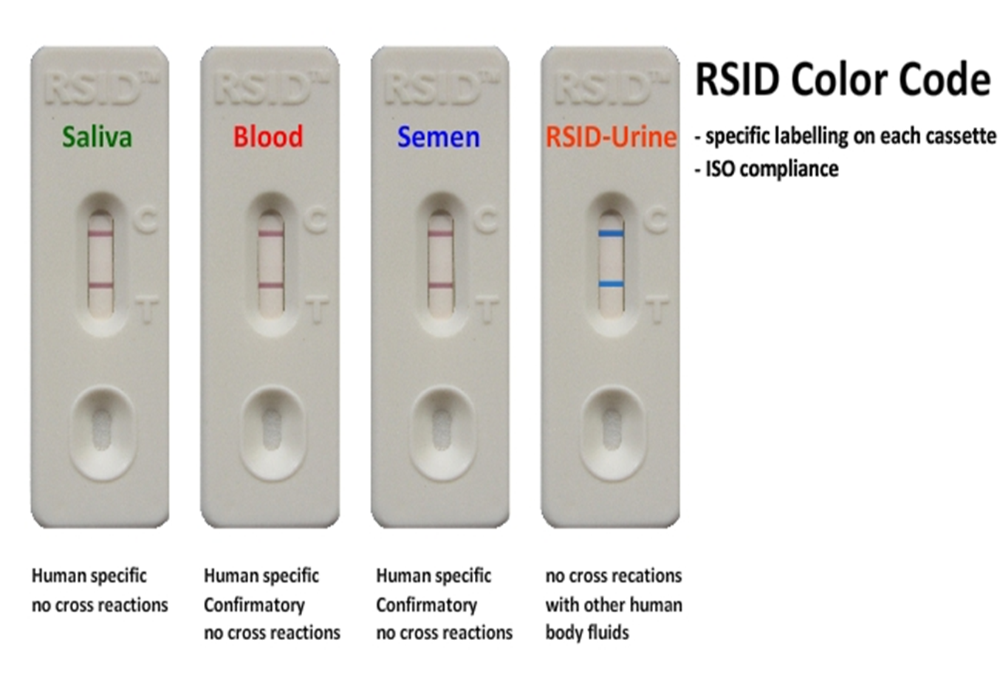 RSID™
Saliva
C
T
Human specific
no cross reactions
RSID™
Blood
C
T
Human specific
Confirmatory
no cross reactions
RSID™
Semen
C
T
Human specific
Confirmatory
no cross reactions
RSID™
RSID-Urine
C
T
no cross recations
with other human
body fluids
RSID Color Code
- specific labelling on each cassette
- ISO compliance